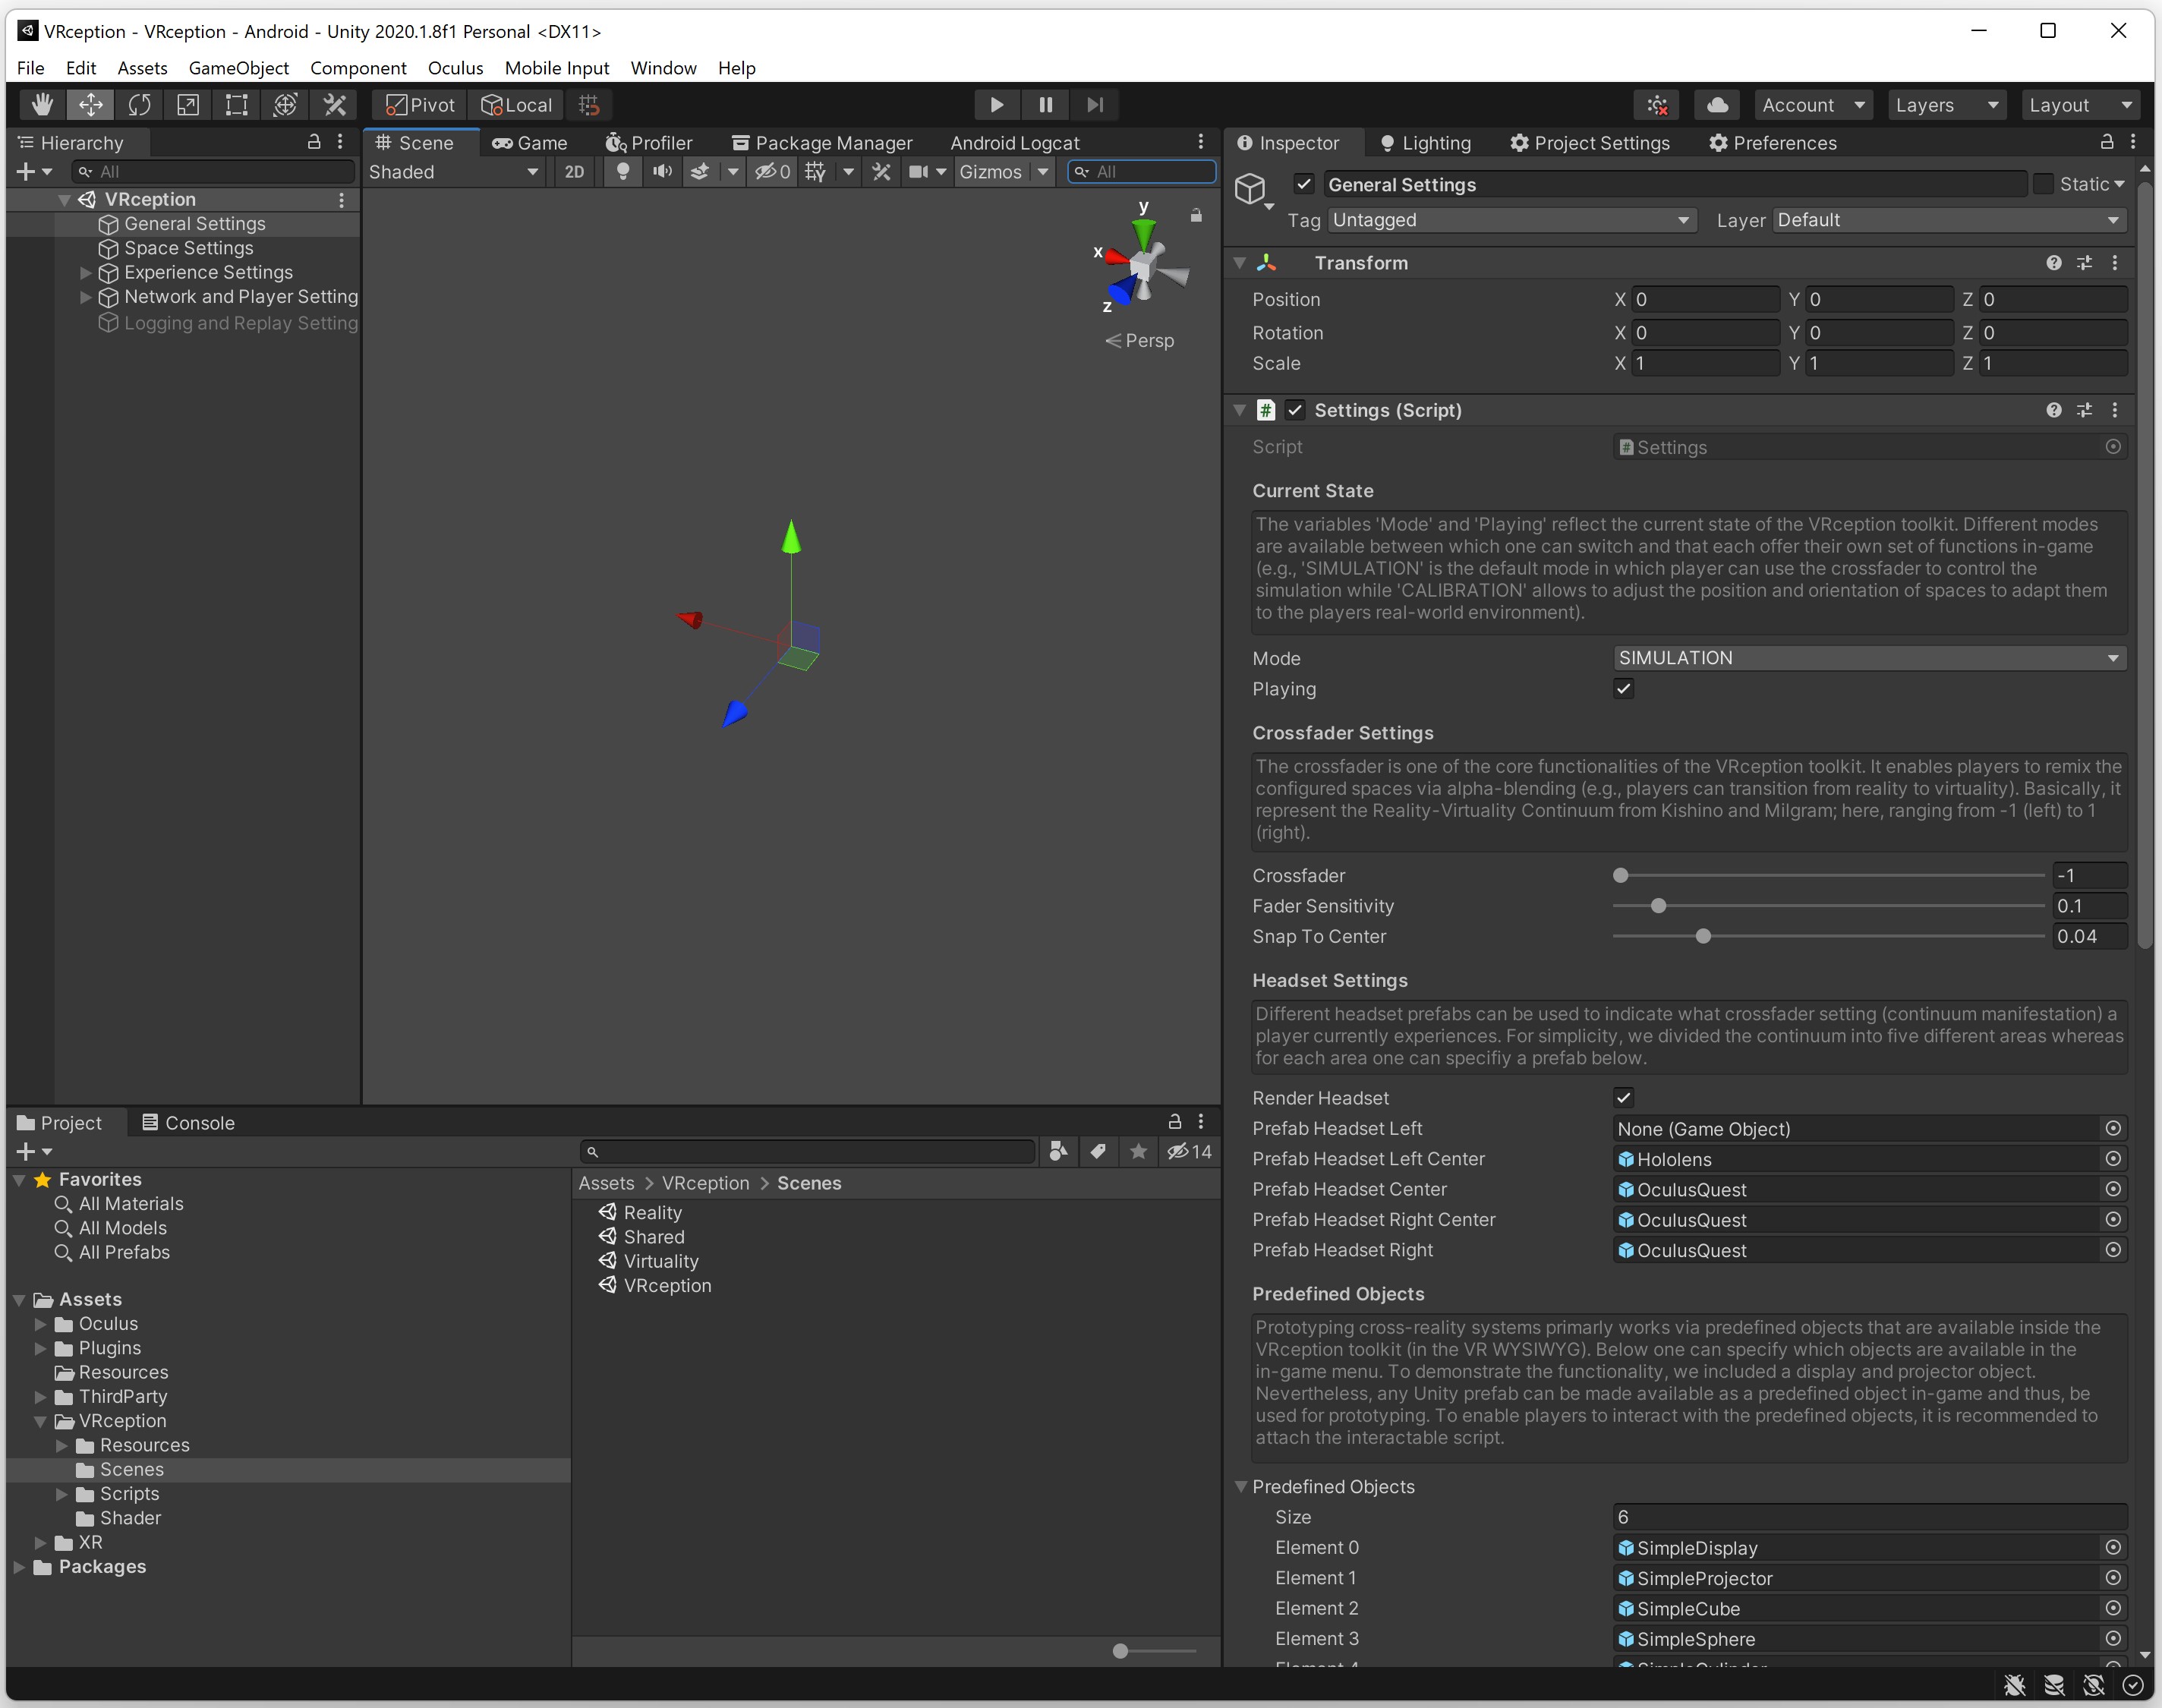 VRception - VRception - Android - Unity 2020.1.8f1 Personal <DX11>
File Edit Assets GameObject Component Oculus Mobile Input Window Help
Pivot Local Account Layers Layout
Hierarchy
All
VRception
General Settings
Space Settings
Experience Settings
Network and Player Setting
Logging and Replay Setting
Scene Game Profiler Package Manager Android Logcat
Shaded 2D 0 Gizmos All
y
x
z
Persp
Project Console
14
Favorites
All Materials
All Models
All Prefabs
Assets
Oculus
Plugins
Resources
ThirdParty
VRception
Resources
Scenes
Scripts
Shader
XR
Packages
Assets > VRception > Scenes
Reality
Shared
Virtuality
VRception
Inspector Lighting Project Settings Preferences
General Settings Static
Tag Untagged Layer Default
Transform
Position X 0 Y 0 Z 0
Rotation X 0 Y 0 Z 0
Scale X 1 Y 1 Z 1
# Settings (Script)
Script # Settings
Current State
The variables 'Mode' and 'Playing' reflect the current state of the VRception toolkit. Different modes
are available between which one can switch and that each offer their own set of functions in-game
(e.g., 'SIMULATION' is the default mode in which player can use the crossfader to control the
simulation while 'CALIBRATION' allows to adjust the position and orientation of spaces to adapt them
to the players real-world environment).
Mode SIMULATION
Playing
Crossfader Settings
The crossfader is one of the core functionalities of the VRception toolkit. It enables players to remix the
configured spaces via alpha-blending (e.g., players can transition from reality to virtuality). Basically, it
represent the Reality-Virtuality Continuum from Kishino and Milgram; here, ranging from -1 (left) to 1
(right).
Crossfader -1
Fader Sensitivity 0.1
Snap To Center 0.04
Headset Settings
Different headset prefabs can be used to indicate what crossfader setting (continuum manifestation) a
player currently experiences. For simplicity, we divided the continuum into five different areas whereas
for each area one can specifiy a prefab below.
Render Headset
Prefab Headset Left None (Game Object)
Prefab Headset Left Center Hololens
Prefab Headset Center OculusQuest
Prefab Headset Right Center OculusQuest
Prefab Headset Right OculusQuest
Predefined Objects
Prototyping cross-reality systems primarly works via predefined objects that are available inside the
VRception toolkit (in the VR WYSIWYG). Below one can specify which objects are available in the
in-game menu. To demonstrate the functionality, we included a display and projector object.
Nevertheless, any Unity prefab can be made available as a predefined object in-game and thus, be
used for prototyping. To enable players to interact with the predefined objects, it is recommended to
attach the interactable script.
Predefined Objects
Size 6
Element 0 SimpleDisplay
Element 1 SimpleProjector
Element 2 SimpleCube
Element 3 SimpleSphere